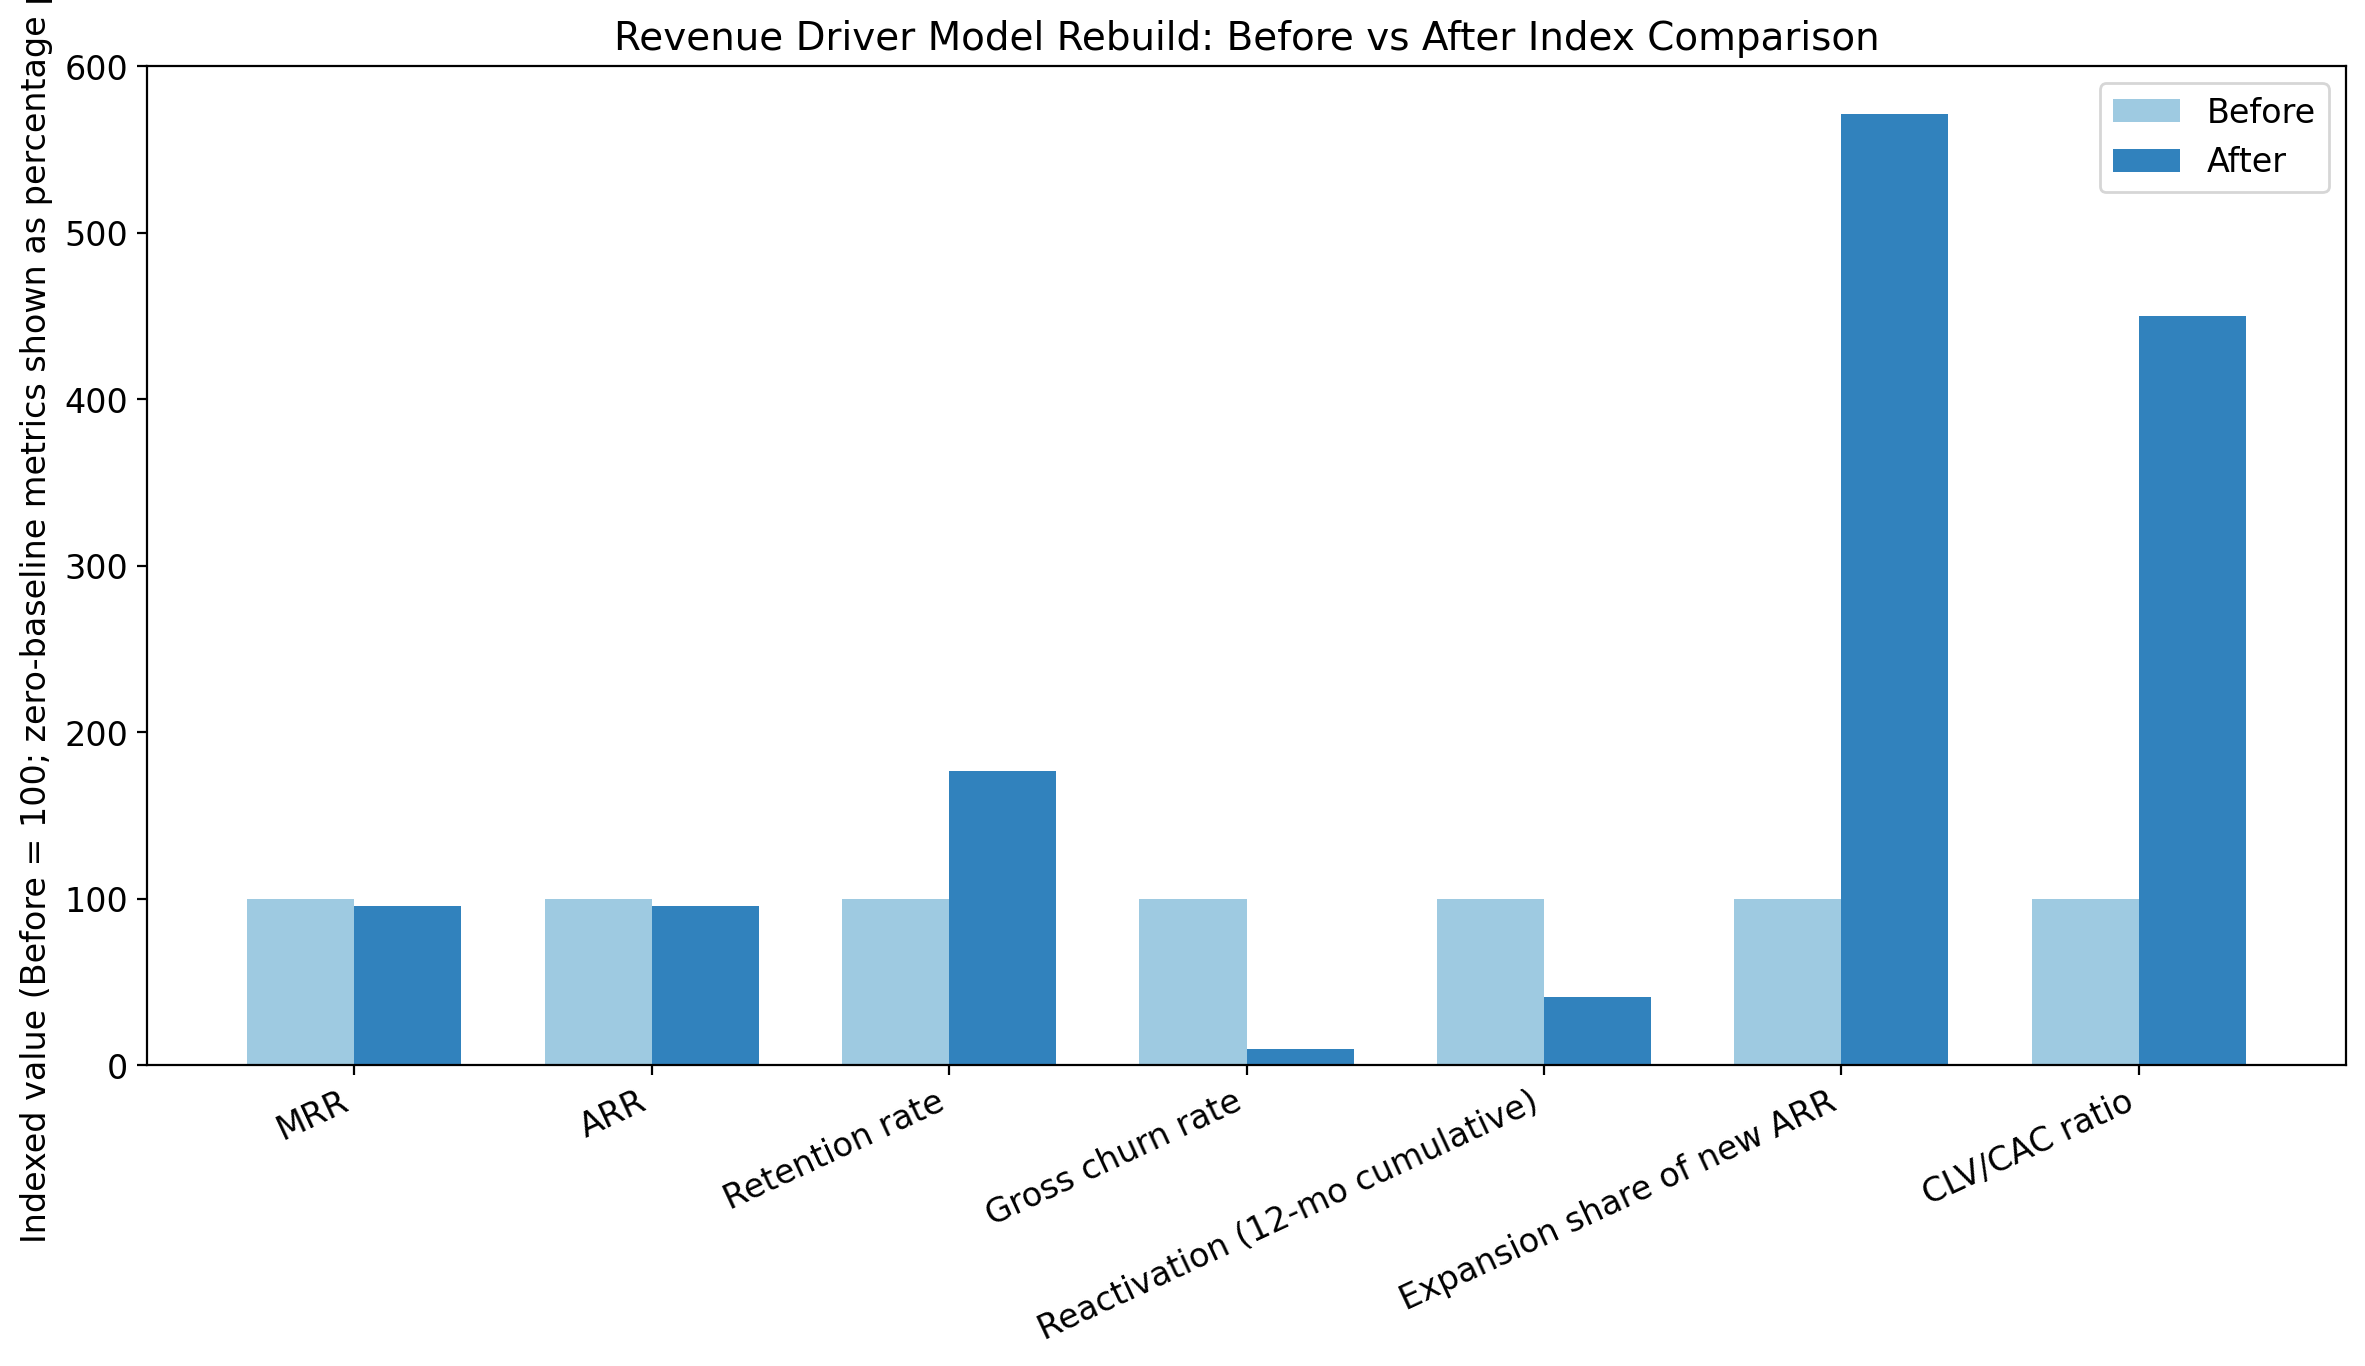 Revenue Driver Model Rebuild: Before vs After Index Comparison
Indexed value (Before = 100; zero-baseline metrics shown as percentage
600
500
400
300
200
100
0
Before
After
MRR
ARR
Retention rate
Gross churn rate
Reactivation (12-mo cumulative)
Expansion share of new ARR
CLV/CAC ratio